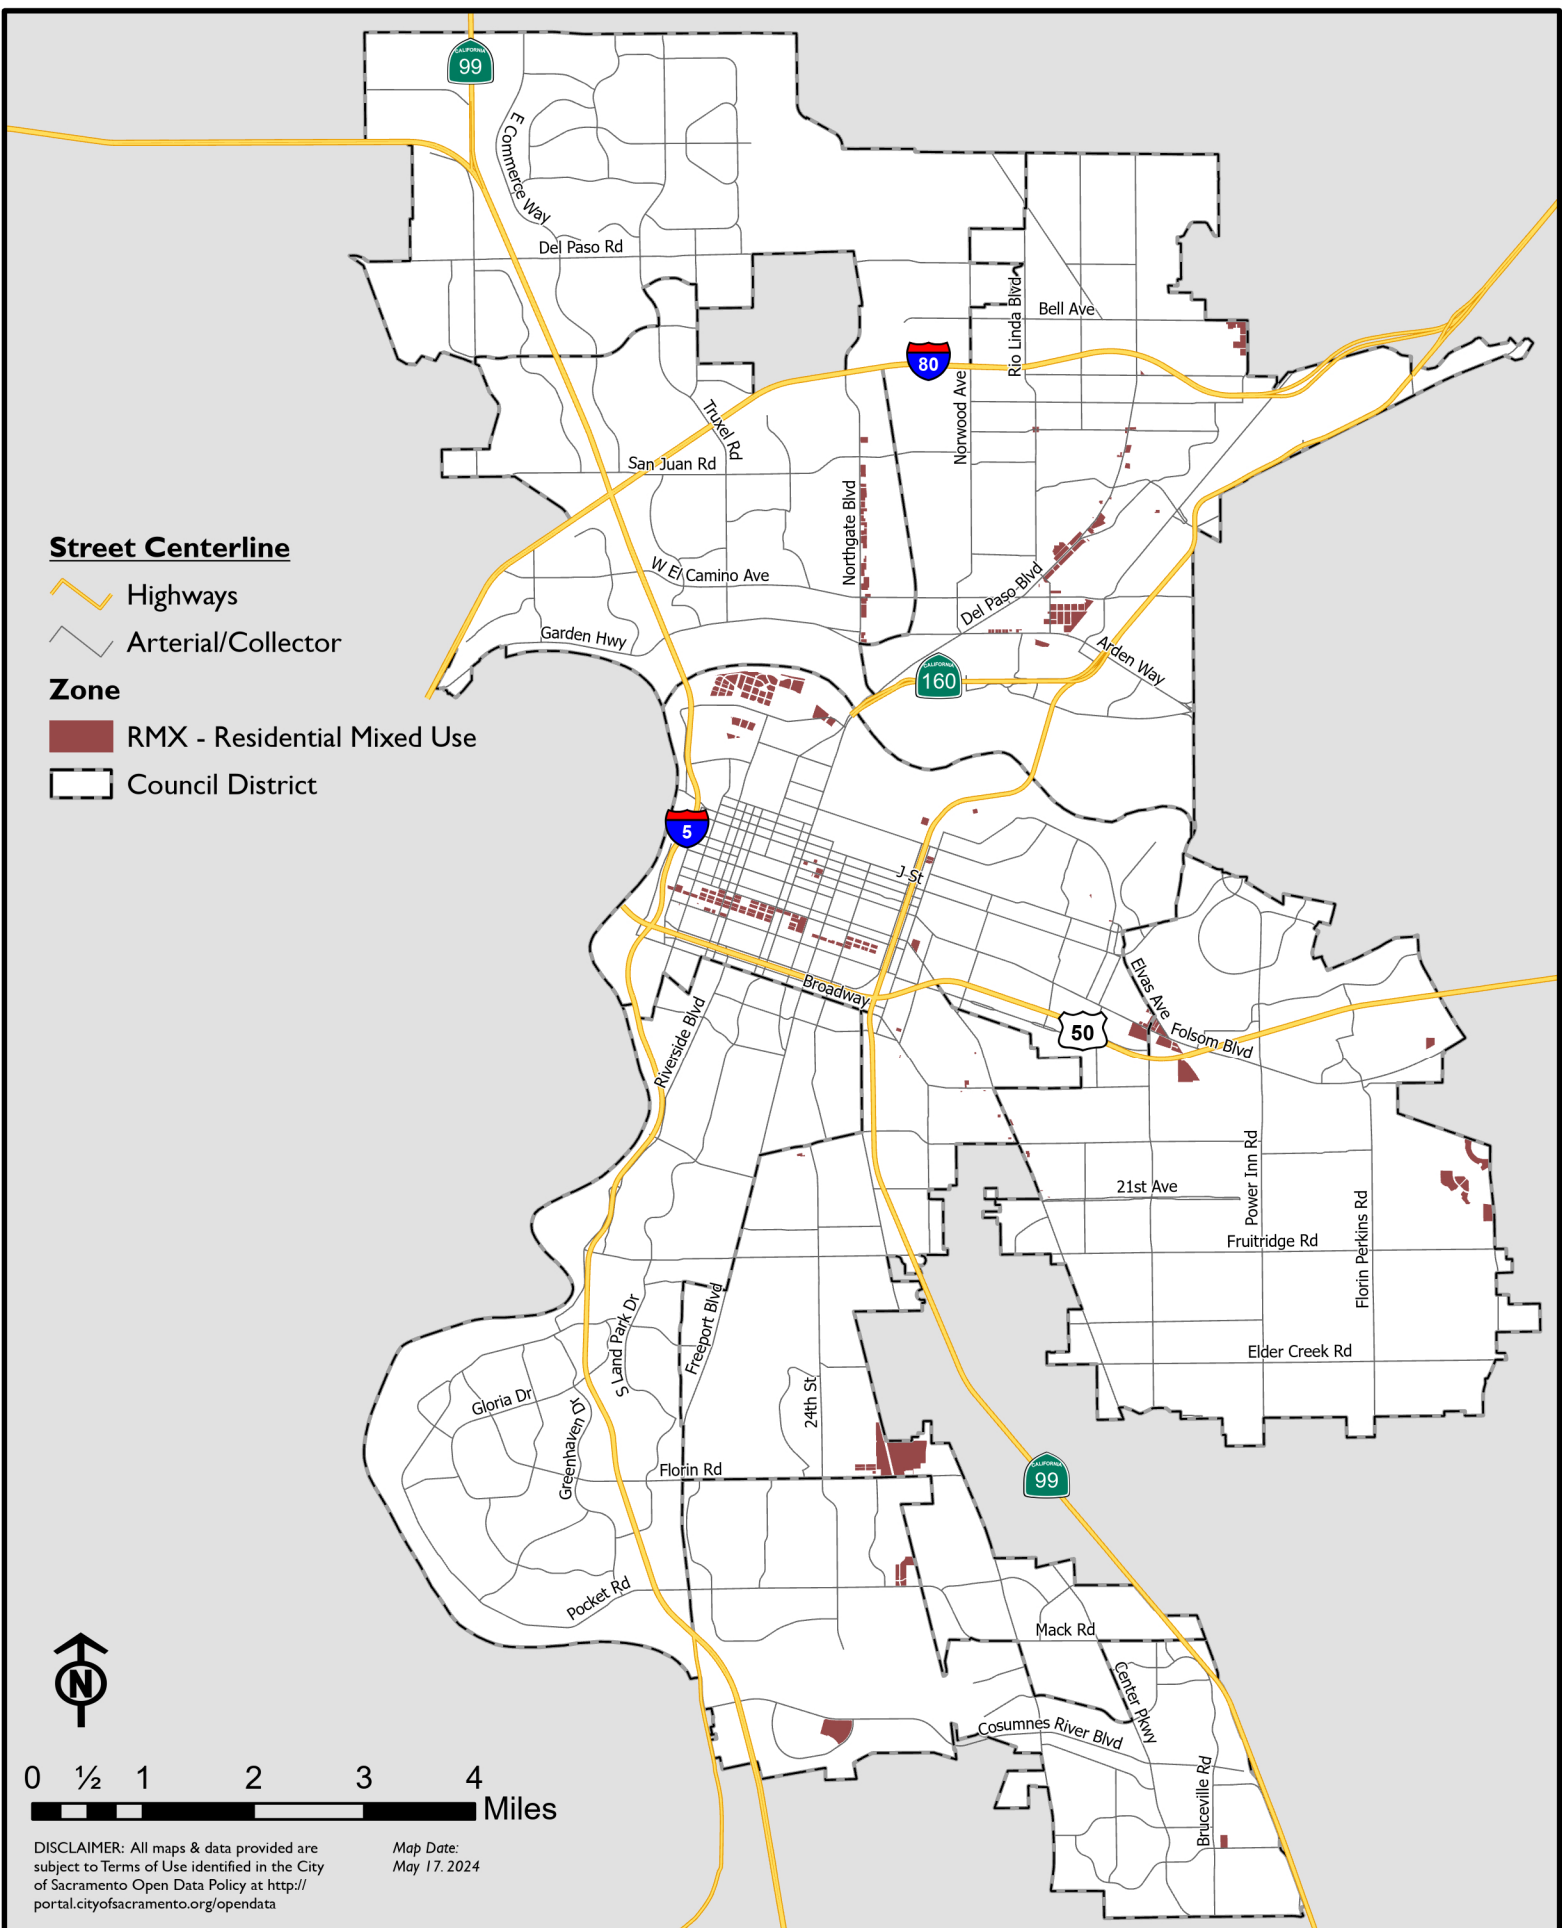 CALIFORNIA
99
E Commerce Way
Del Paso Rd
Rio Linda Blvd
Bell Ave
80
Norwood Ave
Truxel Rd
San Juan Rd
Northgate Blvd
Street Centerline
Highways
Arterial/Collector
Zone
RMX - Residential Mixed Use
Council District
W El Camino Ave
Del Paso Blvd
Garden Hwy
Arden Way
CALIFORNIA
160
5
J St
Elvas Ave
Broadway
50
Folsom Blvd
Riverside Blvd
Power Inn Rd
21st Ave
Florin Perkins Rd
Fruitridge Rd
S Land Park Dr
Freeport Blvd
Elder Creek Rd
Gloria Dr
24th St
Greenhaven Dr
Florin Rd
CALIFORNIA
99
Pocket Rd
Mack Rd
Center Pkwy
Cosumnes River Blvd
Bruceville Rd
N
0 ½ 1 2 3 4
Miles
DISCLAIMER: All maps & data provided are
subject to Terms of Use identified in the City
of Sacramento Open Data Policy at http://
portal.cityofsacramento.org/opendata
Map Date:
May 17, 2024